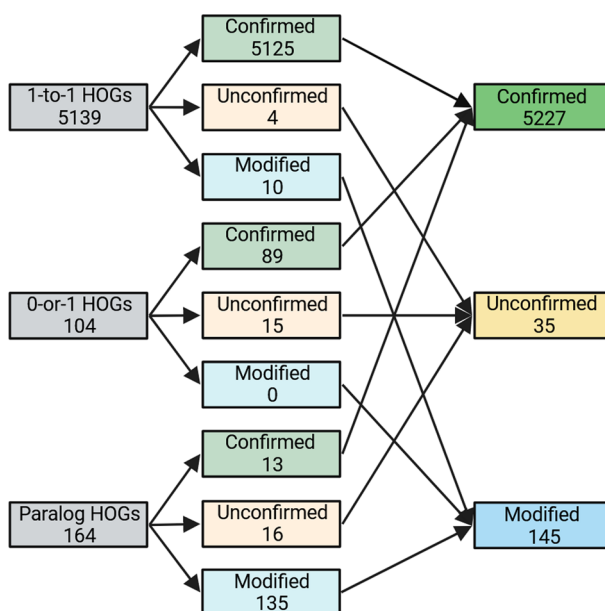 1-to-1 HOGs
5139
Confirmed
5125
Unconfirmed
4
Modified
10
0-or-1 HOGs
104
Confirmed
89
Unconfirmed
15
Modified
0
Paralog HOGs
164
Confirmed
13
Unconfirmed
16
Modified
135
Confirmed
5227
Unconfirmed
35
Modified
145